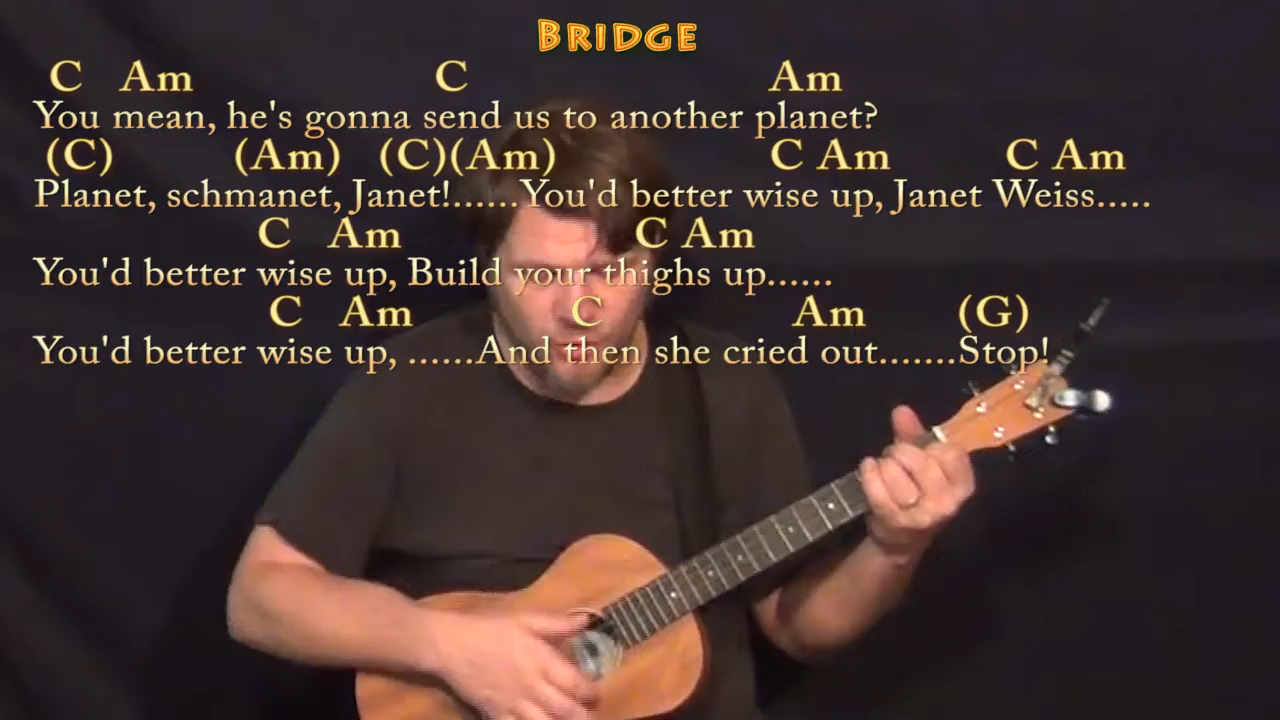 BRIDGE
C Am C Am
You mean, he's gonna send us to another planet?
(C) (Am) (C)(Am) C Am C Am
Planet, schmanet, Janet!......You'd better wise up, Janet Weiss.....
C Am C Am
You'd better wise up, Build your thighs up......
C Am C Am (G)
You'd better wise up, ......And then she cried out.......Stop!